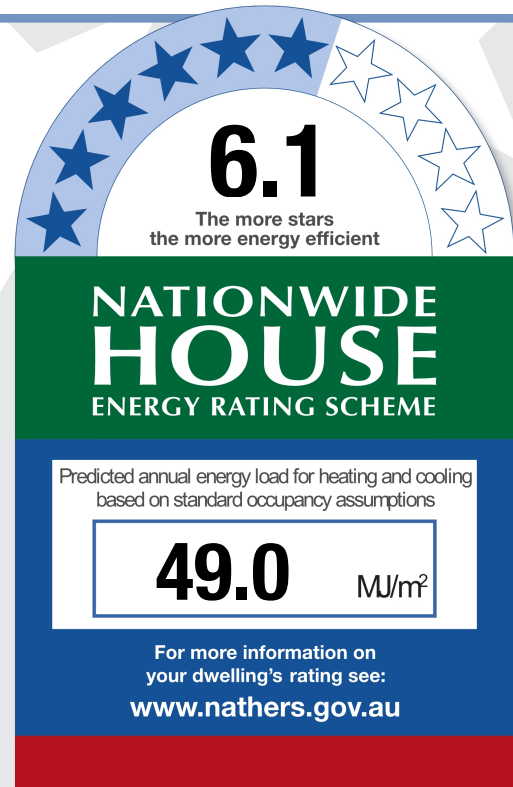 6.1
The more stars
the more energy efficient
NATIONWIDE
HOUSE
ENERGY RATING SCHEME
Predicted annual energy load for heating and cooling
based on standard occupancy assumptions
49.0 MJ/m²
For more information on
your dwelling's rating see:
www.nathers.gov.au